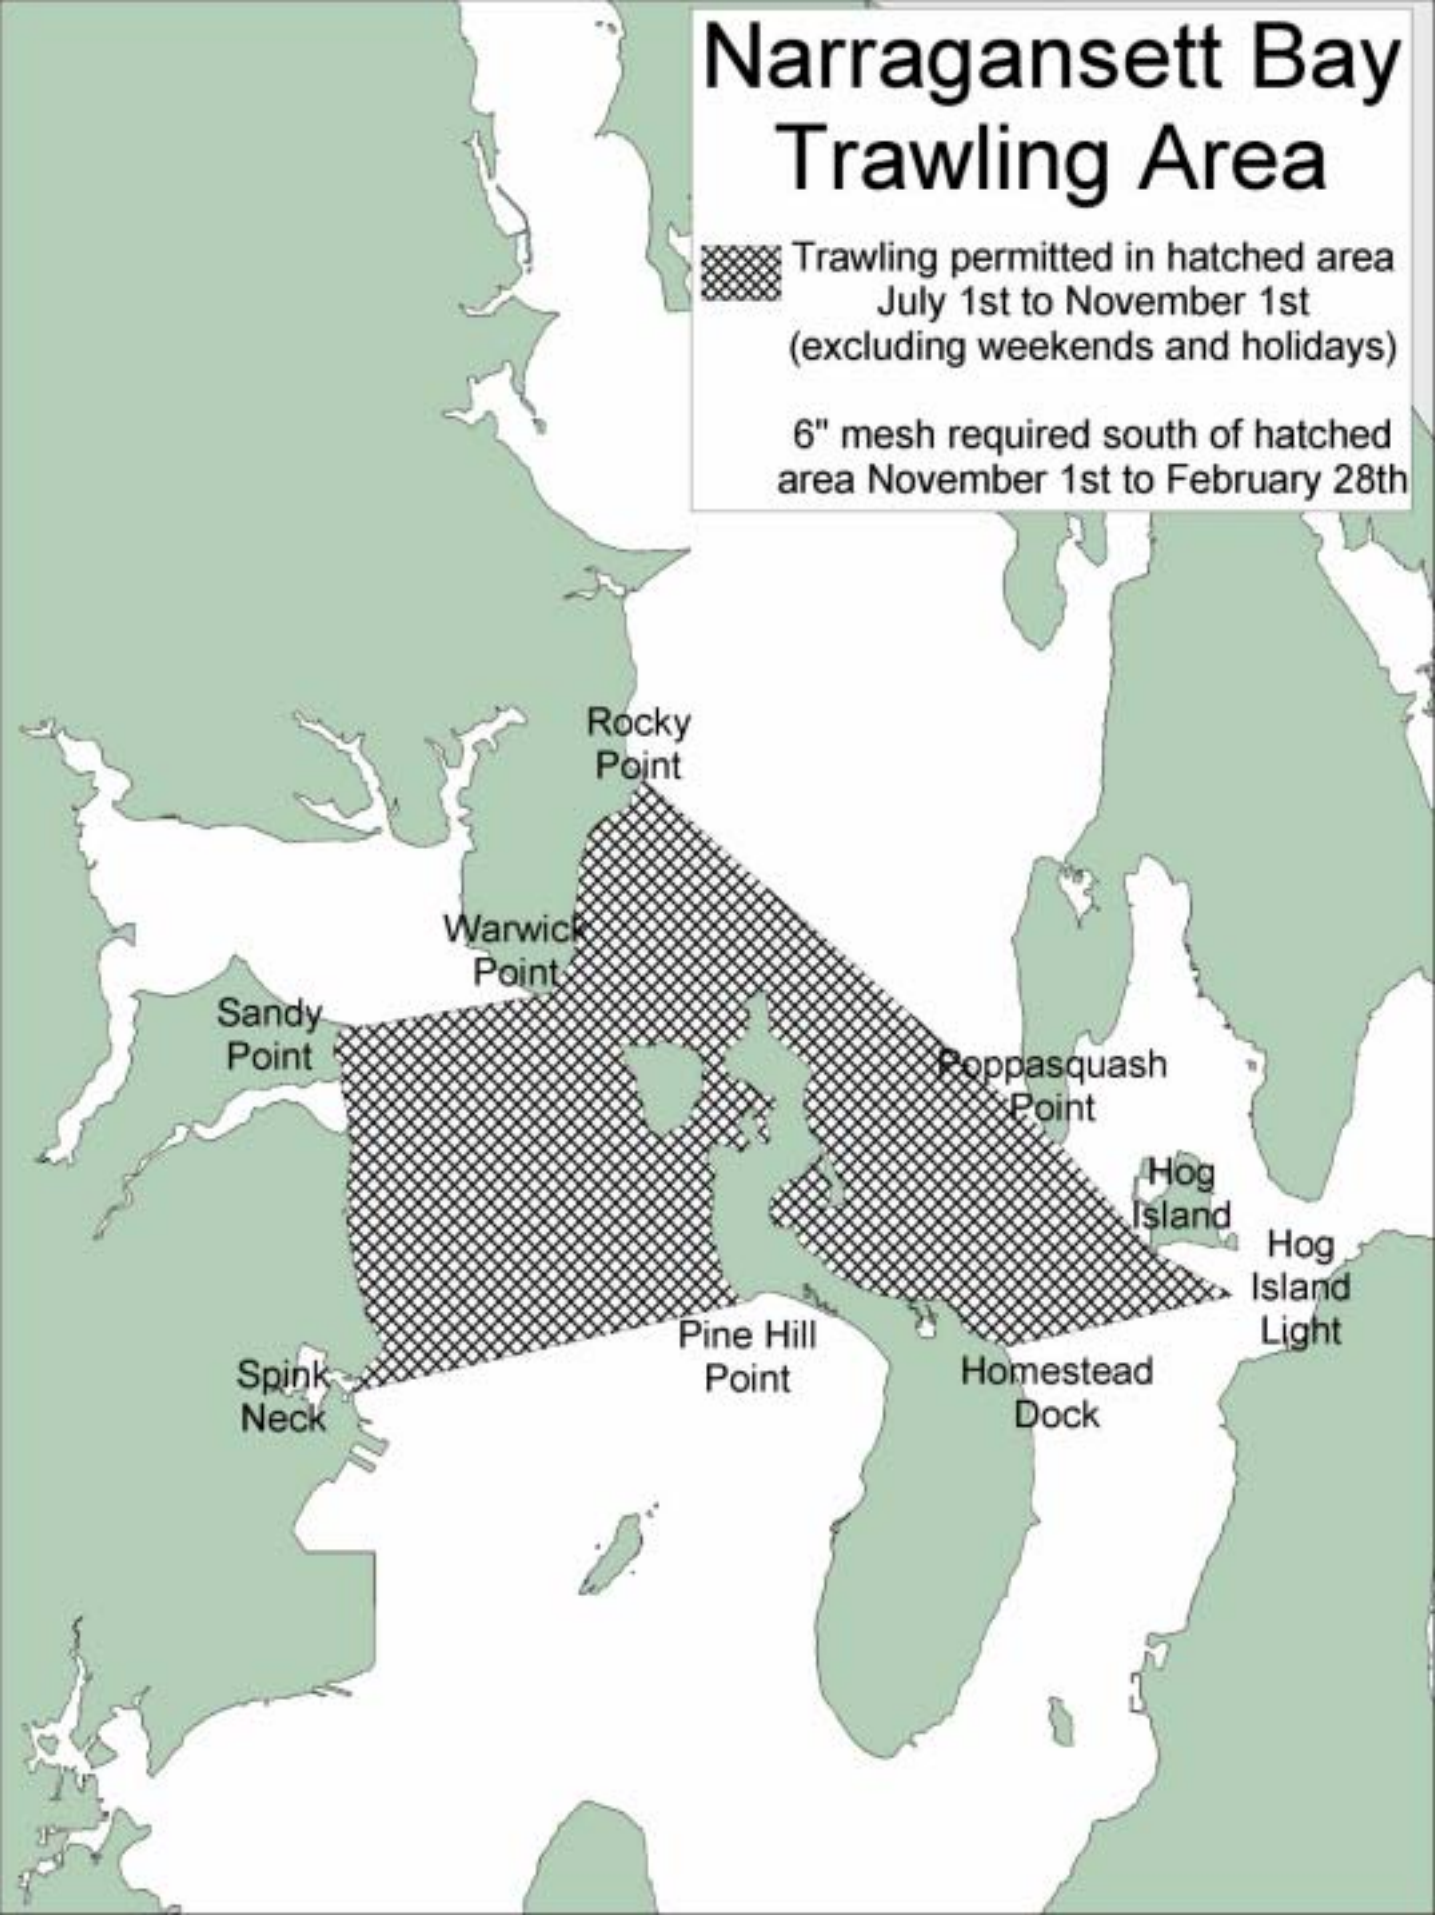 Narragansett Bay
Trawling Area
Trawling permitted in hatched area
July 1st to November 1st
(excluding weekends and holidays)
6" mesh required south of hatched
area November 1st to February 28th
Rocky
Point
Warwick
Point
Sandy
Point
Poppasquash
Point
Hog
Island
Hog
Island
Light
Pine Hill
Point
Homestead
Dock
Spink
Neck